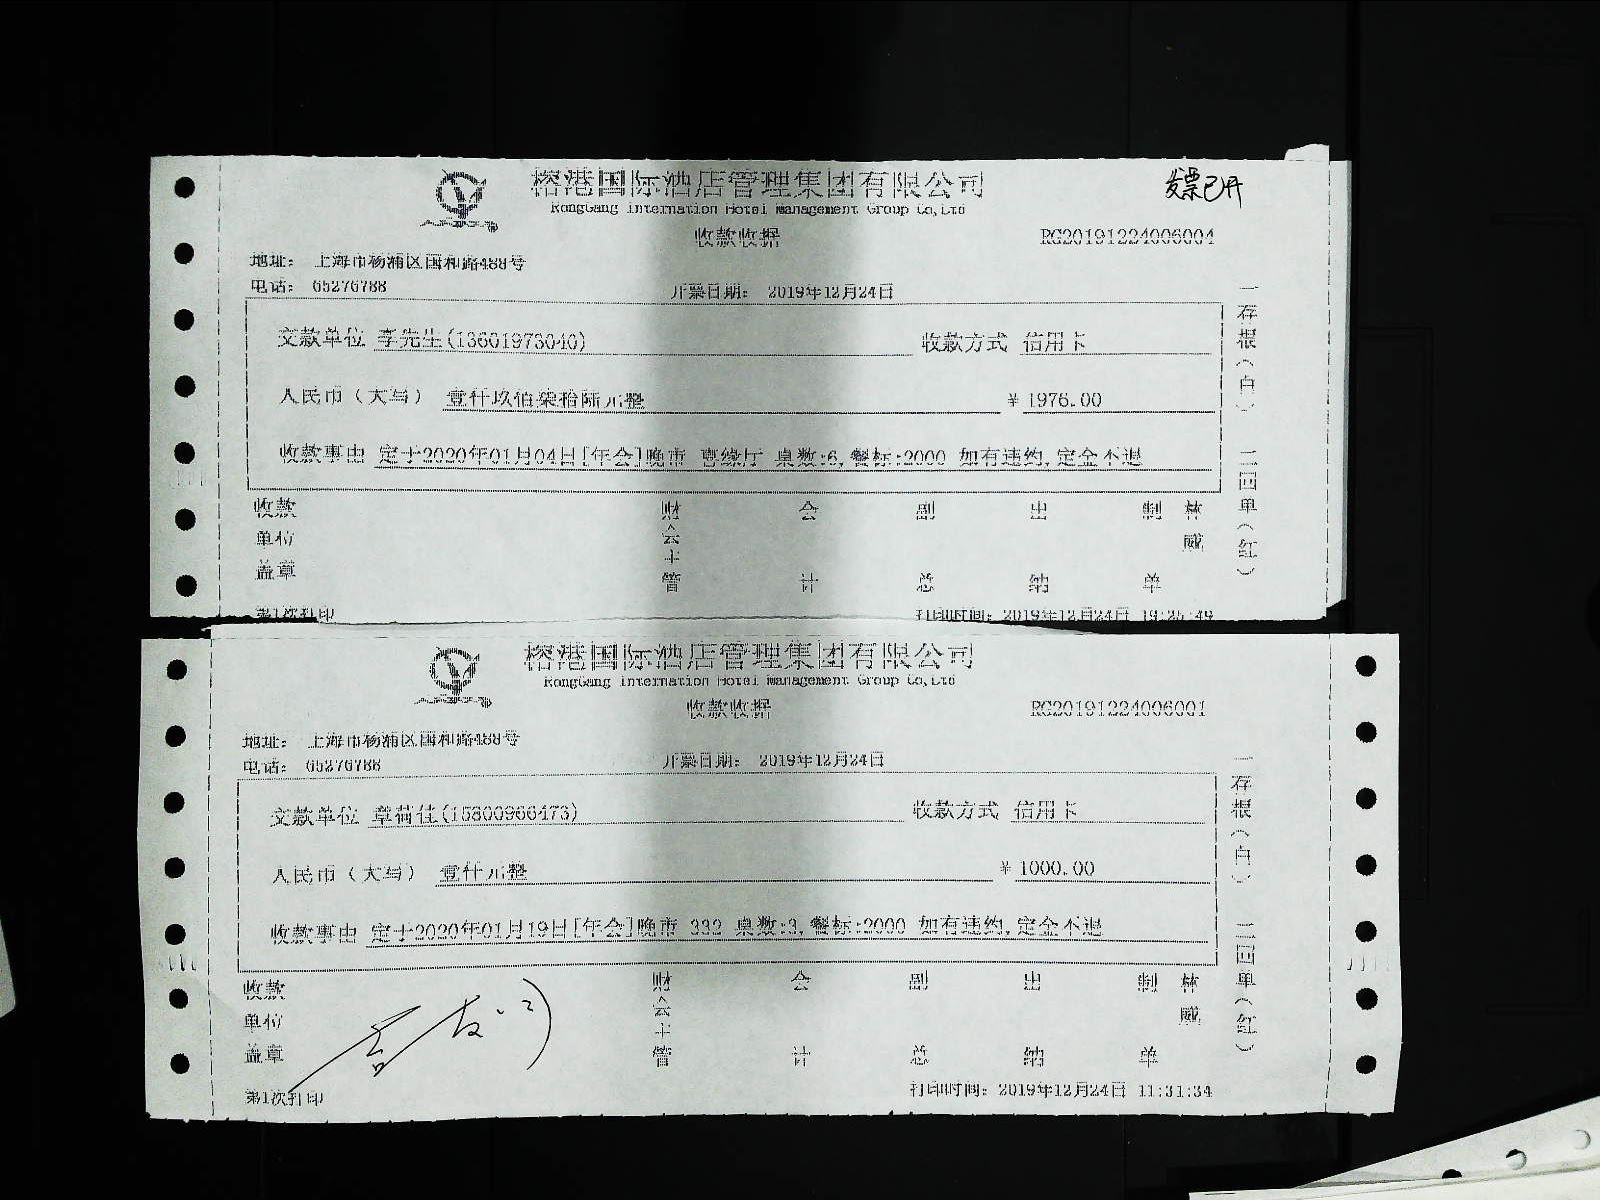 榕港国际酒店管理集团有限公司
发票已开
RongGang Internation Hotel Management Group Co,Ltd
收款收据
RG20191224006004
地址： 上海市杨浦区国和路488号
电话： 65276788
开票日期： 2019年12月24日
交款单位 李先生(13601973040)
收款方式 信用卡
人民币（大写） 壹仟玖佰柒拾陆元整
¥ 1976.00
收款事由 定于2020年01月04日[年会]晚市 喜缘厅 桌数:6,餐标:2000 如有违约,定金不退
一存根（白） 二回单（红）
收款单位盖章
财会主管
会计
副总
出纳
制单
林威
第1次打印
打印时间： 2019年12月24日 19:25:49
榕港国际酒店管理集团有限公司
RongGang Internation Hotel Management Group Co,Ltd
收款收据
RG20191224006001
地址： 上海市杨浦区国和路488号
电话： 65276788
开票日期： 2019年12月24日
交款单位 章荷佳(15800966473)
收款方式 信用卡
人民币（大写） 壹仟元整
¥ 1000.00
收款事由 定于2020年01月19日[年会]晚市 332 桌数:3,餐标:2000 如有违约,定金不退
一存根（白） 二回单（红）
收款单位盖章
财会主管
会计
副总
出纳
制单
林威
第1次打印
打印时间： 2019年12月24日 11:31:34